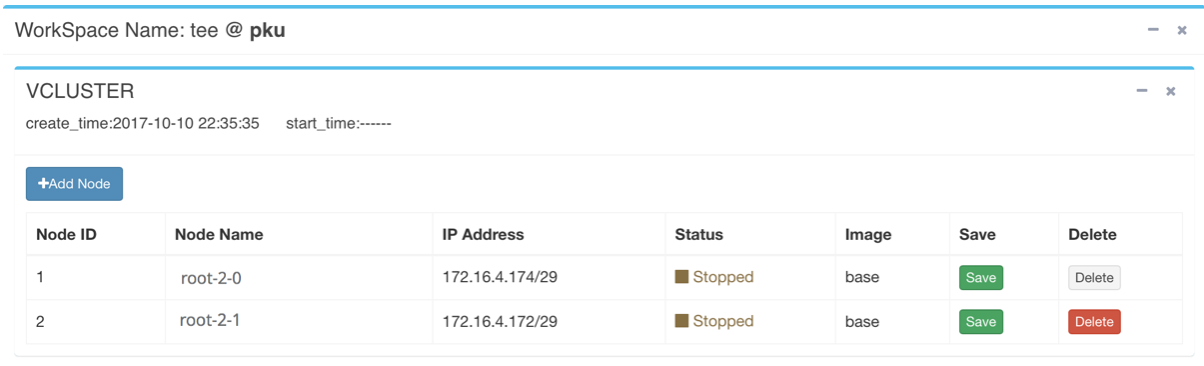 WorkSpace Name: tee @ pku
VCLUSTER
create_time:2017-10-10 22:35:35 start_time:------
+Add Node
Node ID Node Name IP Address Status Image Save Delete
1 root-2-0 172.16.4.174/29 Stopped base Save Delete
2 root-2-1 172.16.4.172/29 Stopped base Save Delete